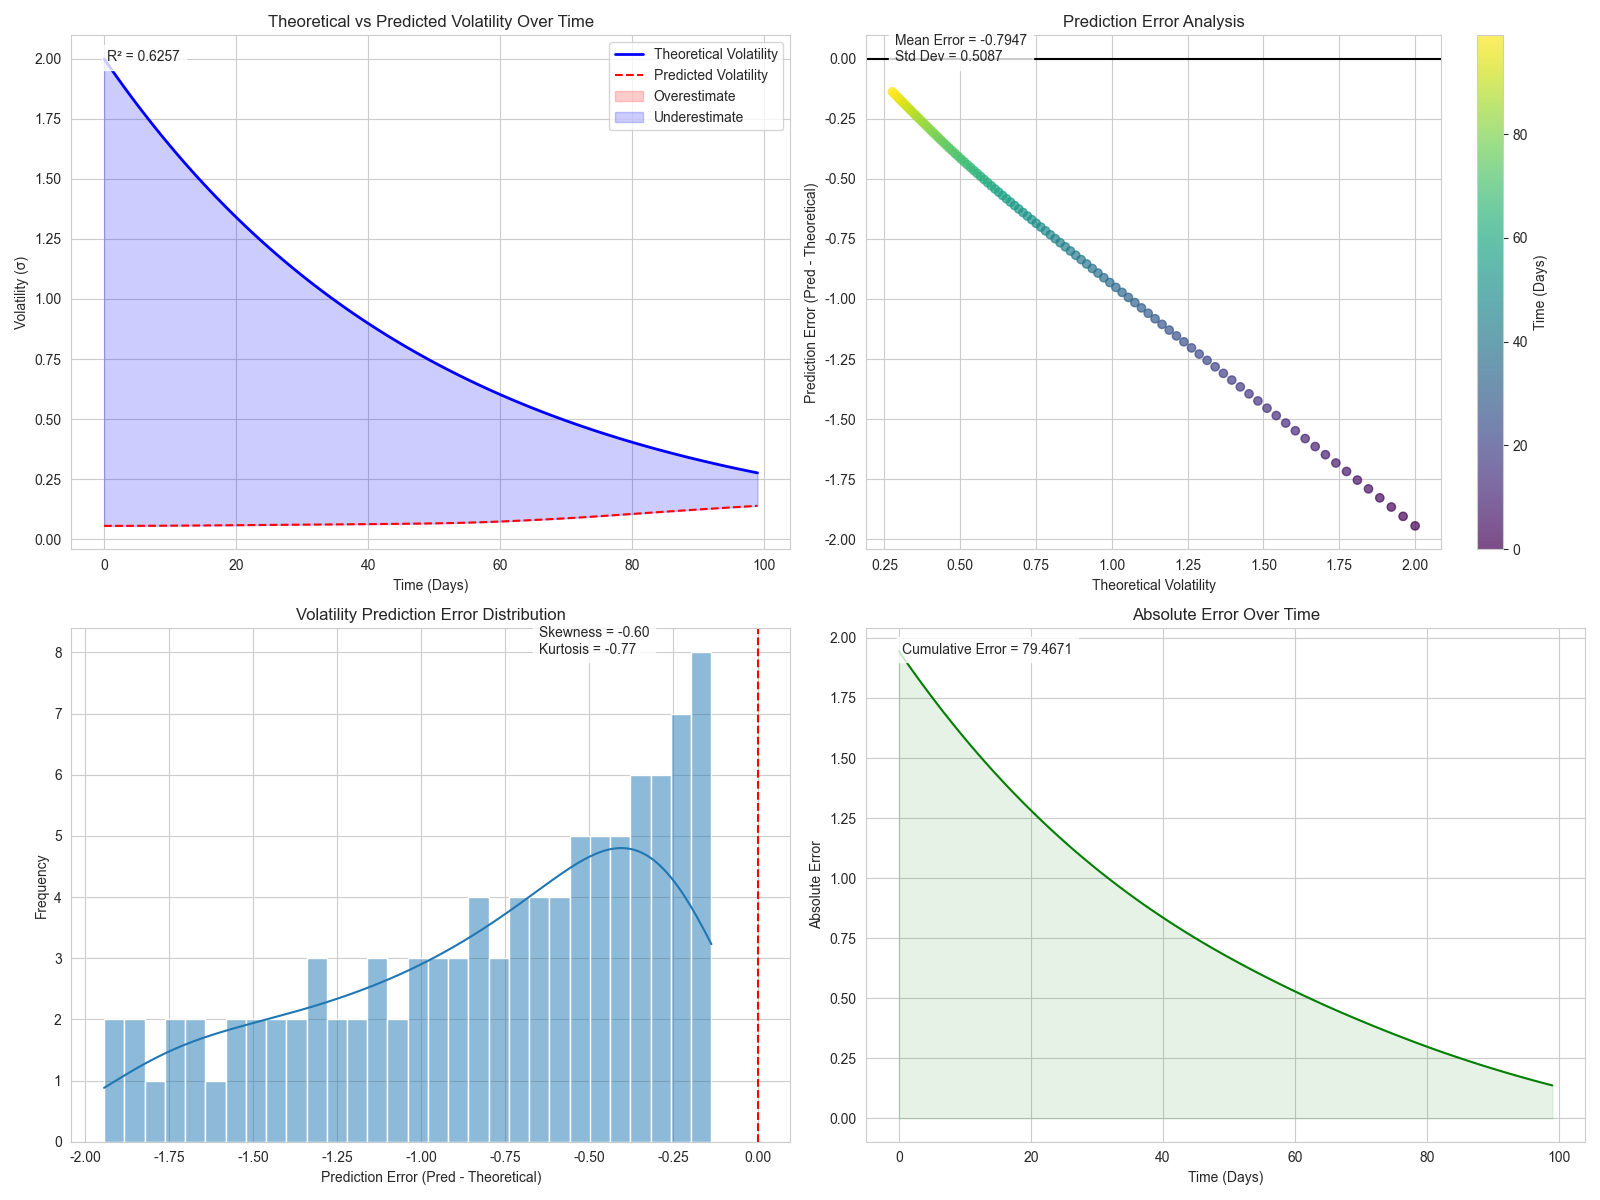 Theoretical vs Predicted Volatility Over Time
R² = 0.6257
Theoretical Volatility
Predicted Volatility
Overestimate
Underestimate
Volatility (σ)
2.00
1.75
1.50
1.25
1.00
0.75
0.50
0.25
0.00
0 20 40 60 80 100
Time (Days)
Prediction Error Analysis
Mean Error = -0.7947
Std Dev = 0.5087
Prediction Error (Pred - Theoretical)
0.00
-0.25
-0.50
-0.75
-1.00
-1.25
-1.50
-1.75
-2.00
0.25 0.50 0.75 1.00 1.25 1.50 1.75 2.00
Theoretical Volatility
80
60
40
20
0
Time (Days)
Volatility Prediction Error Distribution
Skewness = -0.60
Kurtosis = -0.77
Frequency
8
7
6
5
4
3
2
1
0
-2.00 -1.75 -1.50 -1.25 -1.00 -0.75 -0.50 -0.25 0.00
Prediction Error (Pred - Theoretical)
Absolute Error Over Time
Cumulative Error = 79.4671
Absolute Error
2.00
1.75
1.50
1.25
1.00
0.75
0.50
0.25
0.00
0 20 40 60 80 100
Time (Days)